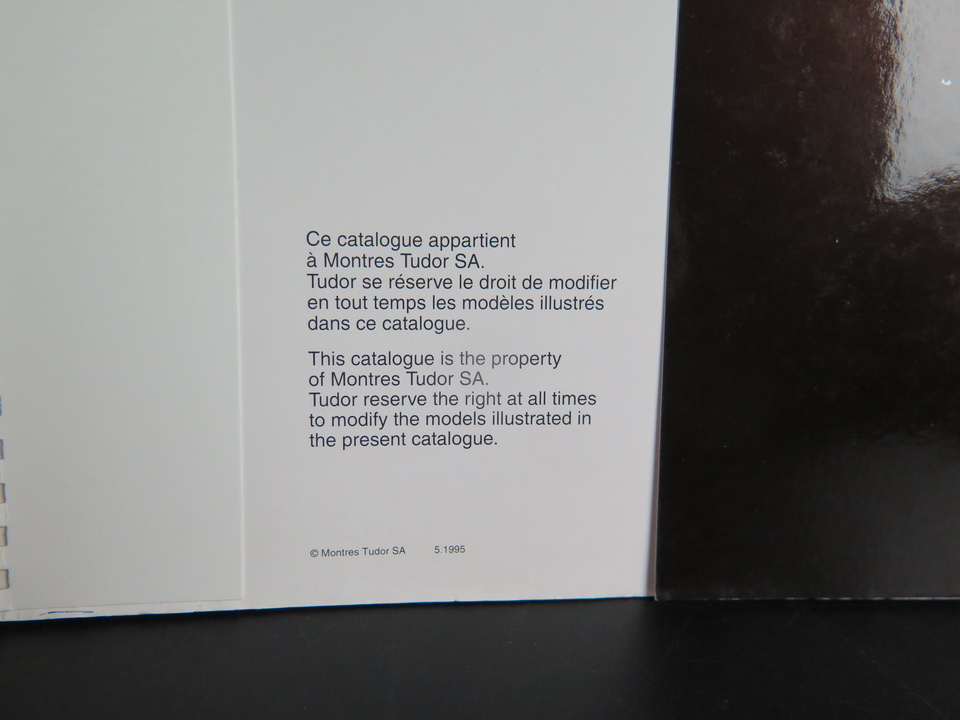 Ce catalogue appartient
à Montres Tudor SA.
Tudor se réserve le droit de modifier
en tout temps les modèles illustrés
dans ce catalogue.
This catalogue is the property
of Montres Tudor SA.
Tudor reserve the right at all times
to modify the models illustrated in
the present catalogue.
© Montres Tudor SA 5.1995